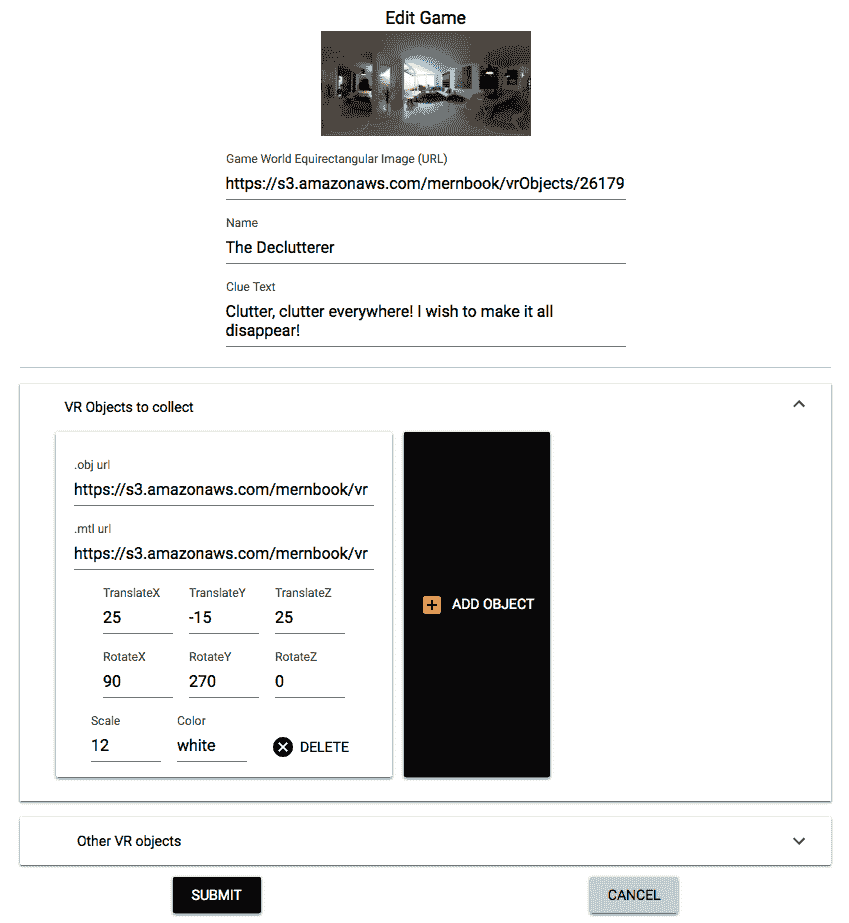 Edit Game
Game World Equirectangular Image (URL)
https://s3.amazonaws.com/mernbook/vrObjects/26179
Name
The Declutterer
Clue Text
Clutter, clutter everywhere! I wish to make it all
disappear!
VR Objects to collect
.obj url
https://s3.amazonaws.com/mernbook/vr
.mtl url
https://s3.amazonaws.com/mernbook/vr
TranslateX TranslateY TranslateZ
25 -15 25
RotateX RotateY RotateZ
90 270 0
Scale Color
12 white DELETE
ADD OBJECT
Other VR objects
SUBMIT CANCEL